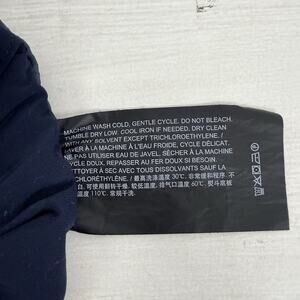 MACHINE WASH COLD, GENTLE CYCLE. DO NOT BLEACH.
TUMBLE DRY LOW. COOL IRON IF NEEDED. DRY CLEAN
WITH ANY SOLVENT EXCEPT TRICHLOROETHYLENE. /
LAVER À LA MACHINE À L'EAU FROIDE, CYCLE DÉLICAT.
NE PAS UTILISER EAU DE JAVEL. SÉCHER À LA MACHINE
CYCLE DOUX. REPASSER AU FER DOUX SI BESOIN.
NETTOYER À SEC AVEC TOUS DISSOLVANTS SAUF LA
TRICHLOROÉTHYLÈNE. / 最高洗涤温度 30℃. 非常缓和程序. 不
白. 可使用翻转干燥. 较低温度. 排气口温度 60℃. 熨斗底板
温度 110℃. 常规干洗.